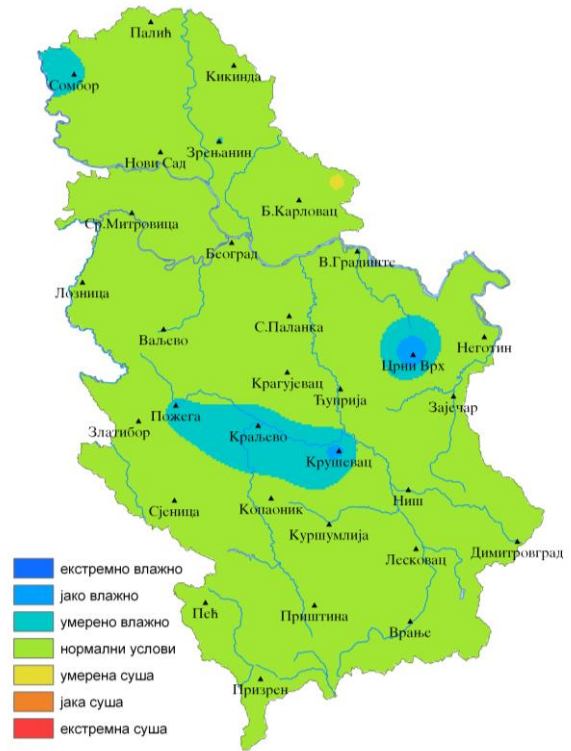 Палић
Кикинда
Сомбор
Зрењанин
Нови Сад
Б.Карловац
Ср.Митровица
Београд
В.Градиште
Лозница
С.Паланка
Ваљево
Неготин
Црни Врх
Крагујевац
Ћуприја
Зајечар
Пожега
Златибор
Краљево
Крушевац
Ниш
Копаоник
Сјеница
Куршумлија
Димитровград
Лесковац
Пећ
Приштина
Врање
Призрен
екстремно влажно
јако влажно
умерено влажно
нормални услови
умерена суша
јака суша
екстремна суша